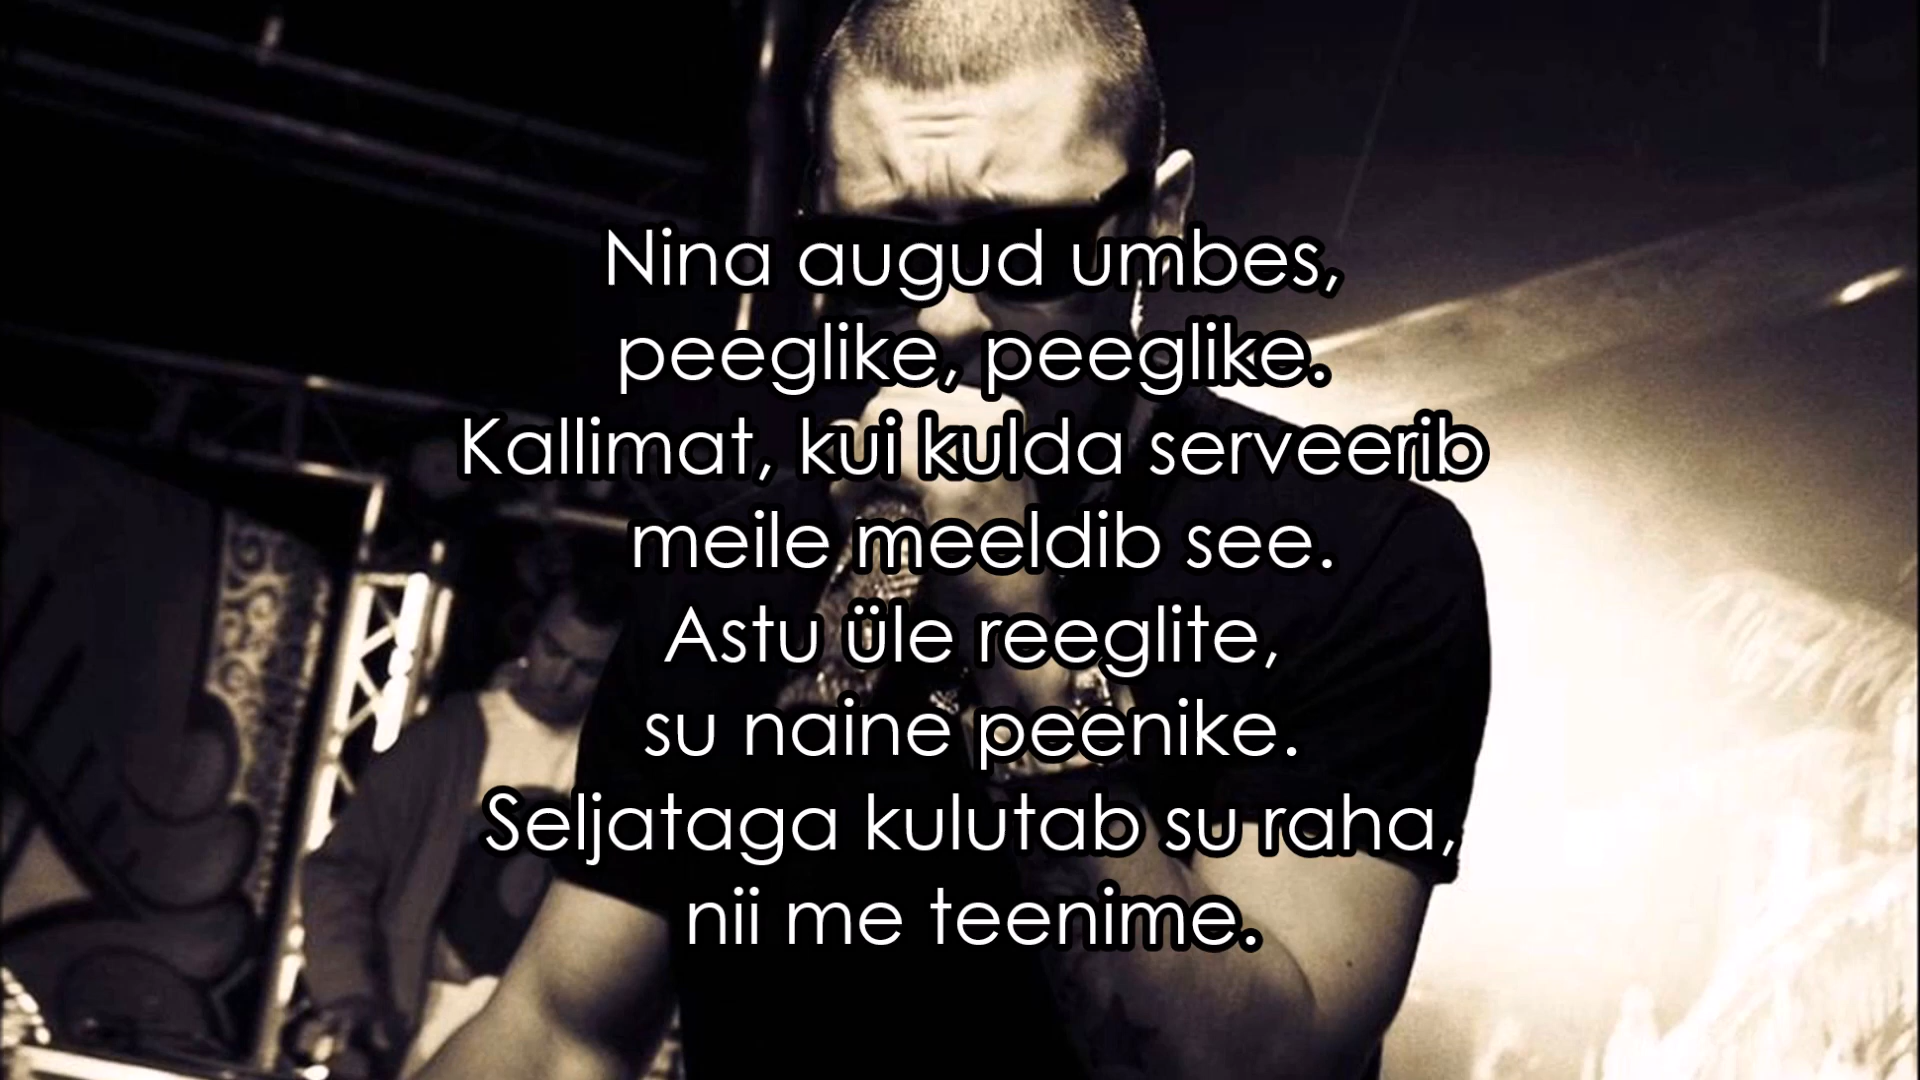 Nina augud umbes,
peeglike, peeglike.
Kallimat, kui kulda serveerib
meile meeldib see.
Astu üle reeglite,
su naine peenike.
Seljataga kulutab su raha,
nii me teenime.